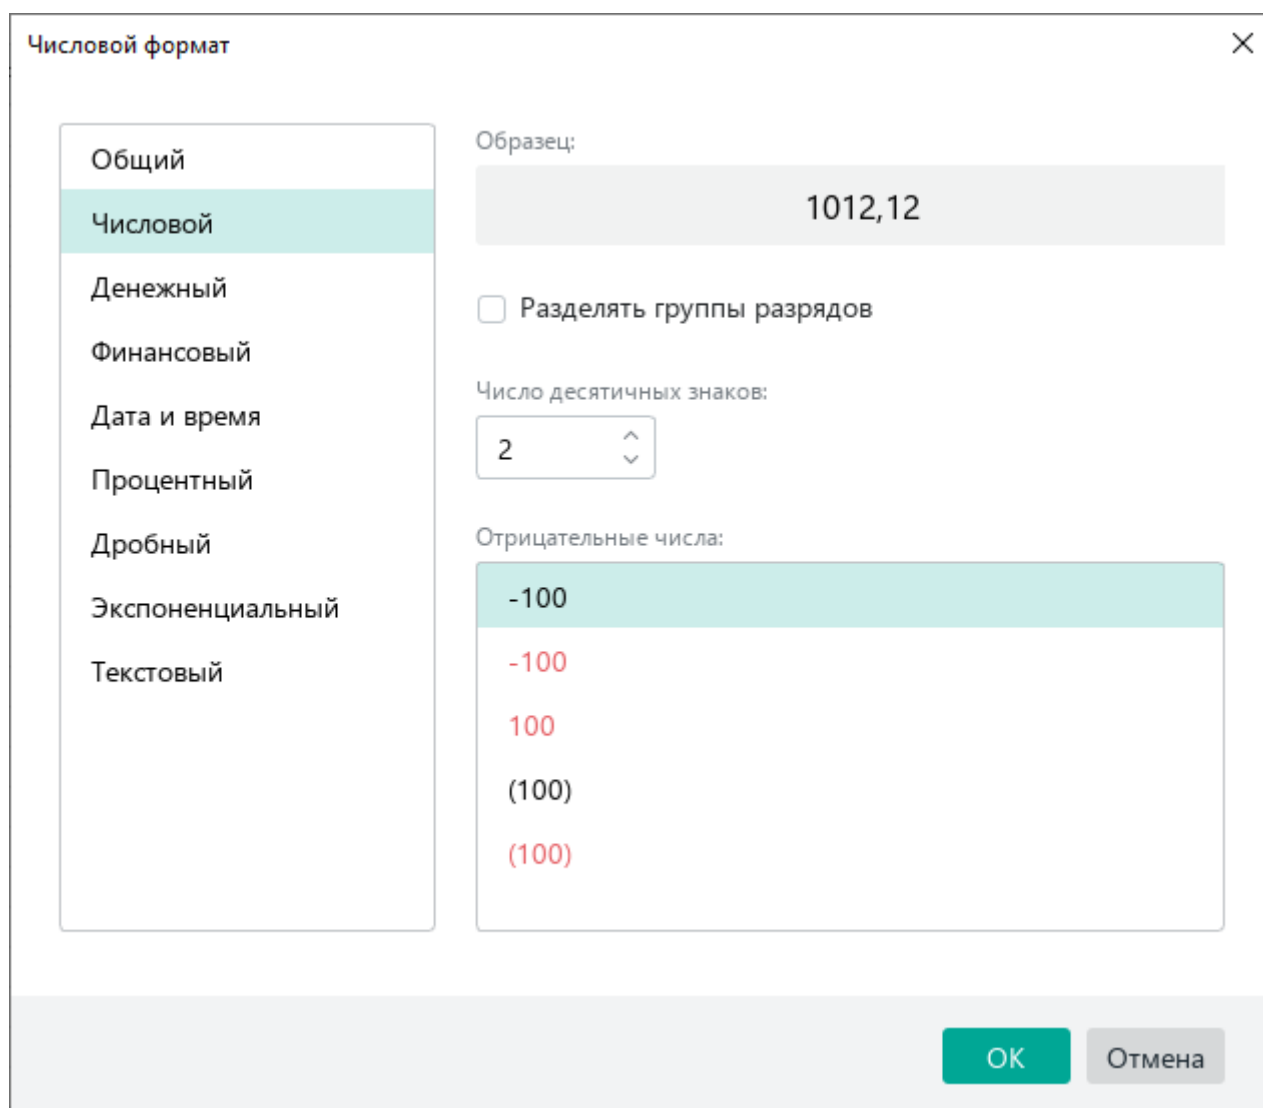 Числовой формат
Общий
Числовой
Денежный
Финансовый
Дата и время
Процентный
Дробный
Экспоненциальный
Текстовый
Образец:
1012,12
Разделять группы разрядов
Число десятичных знаков:
2
Отрицательные числа:
-100
-100
100
(100)
(100)
ОК Отмена